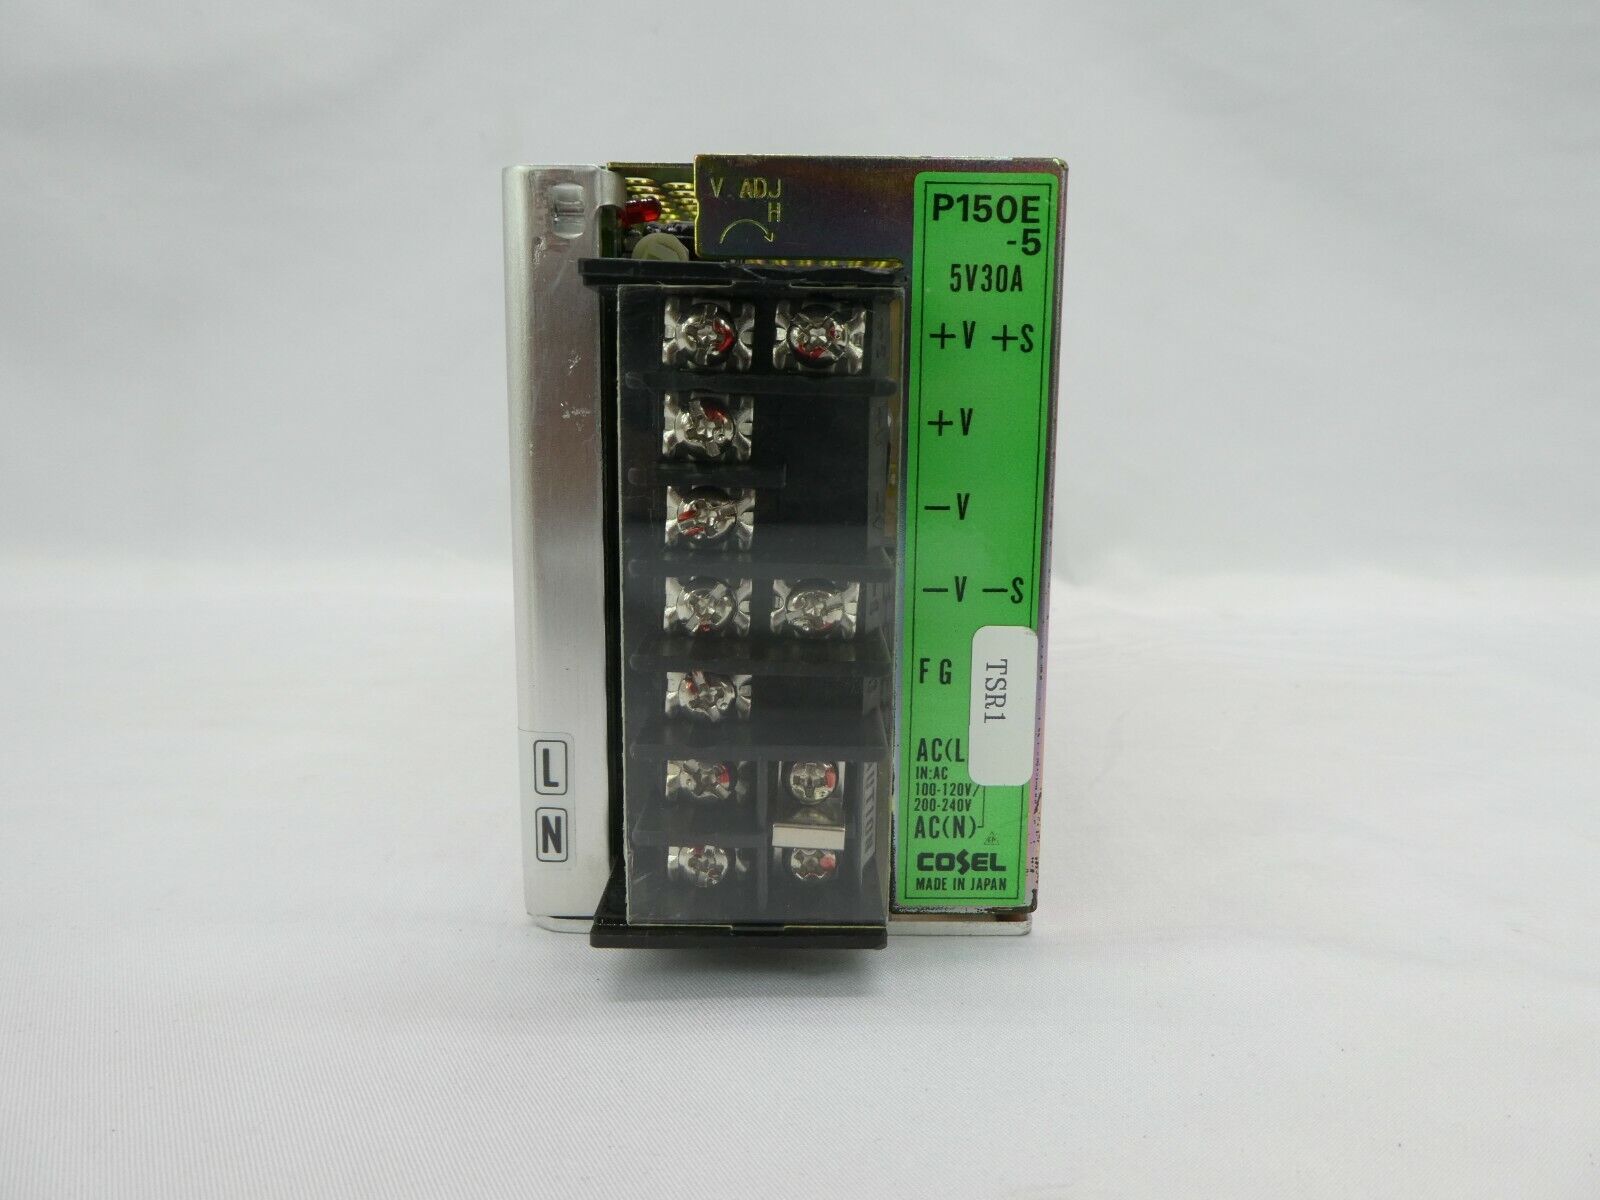 V. ADJ
H
P150E
-5
5V30A
+V +S
+V
-V
-V -S
FG
TSR1
AC(L
IN:AC
100-120V/
200-240V
AC(N)
COSEL
MADE IN JAPAN
L
N